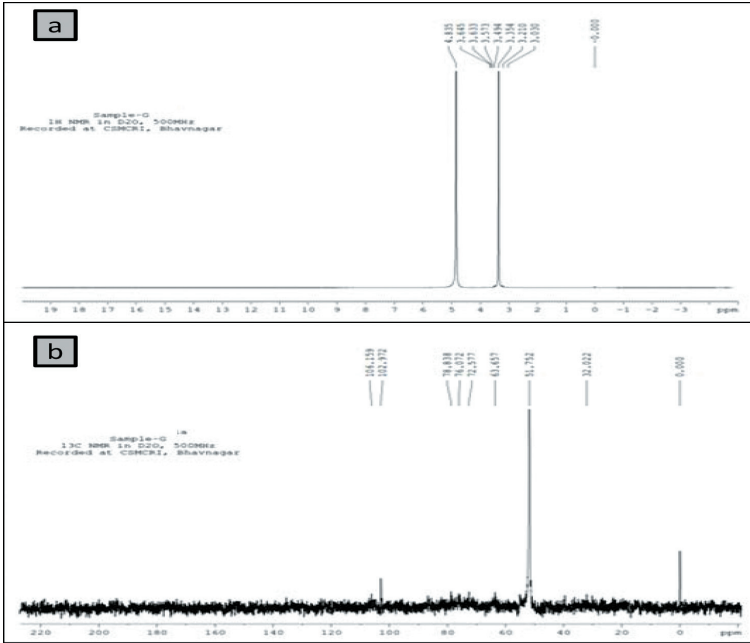 a
4.835
3.645
3.633
3.573
3.494
3.354
3.210
3.030
-0.000
Sample-G
1H NMR in D2O, 500MHz
Recorded at CSMCRI, Bhavnagar
19 18 17 16 15 14 13 12 11 10 9 8 7 6 5 4 3 2 1 0 -1 -2 -3 ppm
b
106.159
102.972
78.838
76.072
72.577
63.657
51.752
32.022
0.000
Sample-G
13C NMR in D2O, 500MHz
Recorded at CSMCRI, Bhavnagar
220 200 180 160 140 120 100 80 60 40 20 0 ppm